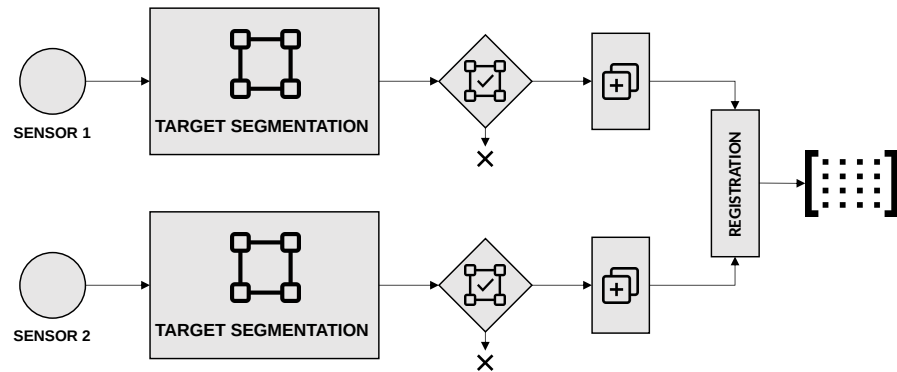 SENSOR 1
TARGET SEGMENTATION
REGISTRATION
SENSOR 2
TARGET SEGMENTATION